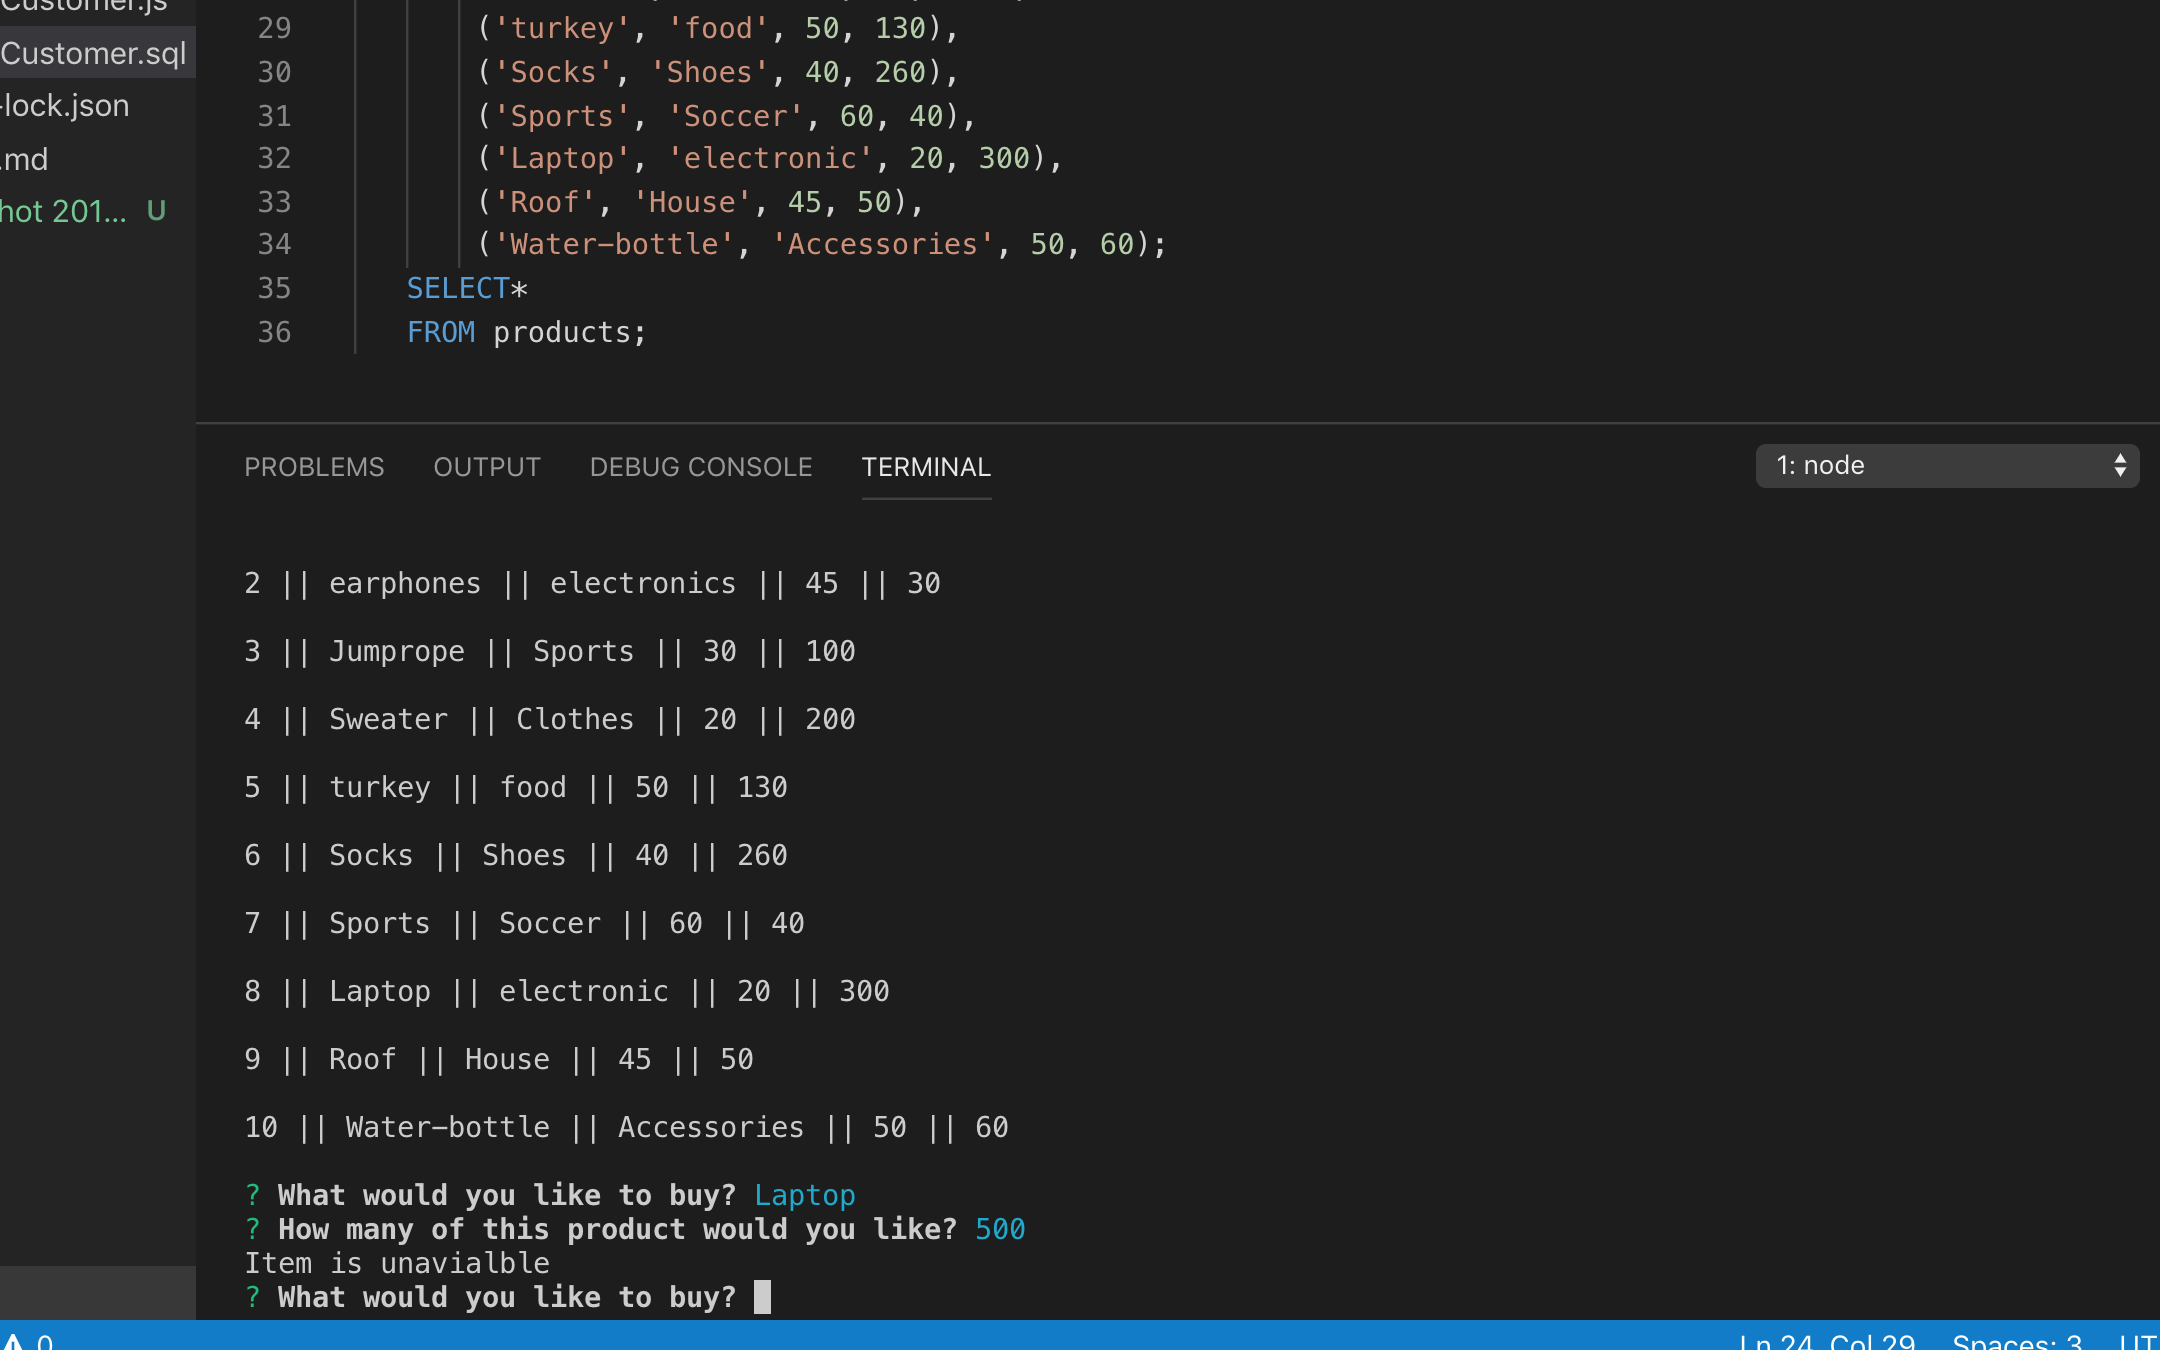 Customer.js
Customer.sql
-lock.json
.md
hot 201... U
29 ('turkey', 'food', 50, 130),
30 ('Socks', 'Shoes', 40, 260),
31 ('Sports', 'Soccer', 60, 40),
32 ('Laptop', 'electronic', 20, 300),
33 ('Roof', 'House', 45, 50),
34 ('Water-bottle', 'Accessories', 50, 60);
35 SELECT*
36 FROM products;
PROBLEMS OUTPUT DEBUG CONSOLE TERMINAL 1: node
2 || earphones || electronics || 45 || 30
3 || Jumprope || Sports || 30 || 100
4 || Sweater || Clothes || 20 || 200
5 || turkey || food || 50 || 130
6 || Socks || Shoes || 40 || 260
7 || Sports || Soccer || 60 || 40
8 || Laptop || electronic || 20 || 300
9 || Roof || House || 45 || 50
10 || Water-bottle || Accessories || 50 || 60
? What would you like to buy? Laptop
? How many of this product would you like? 500
Item is unavialble
? What would you like to buy?
0 Ln 24, Col 29 Spaces: 3 UT